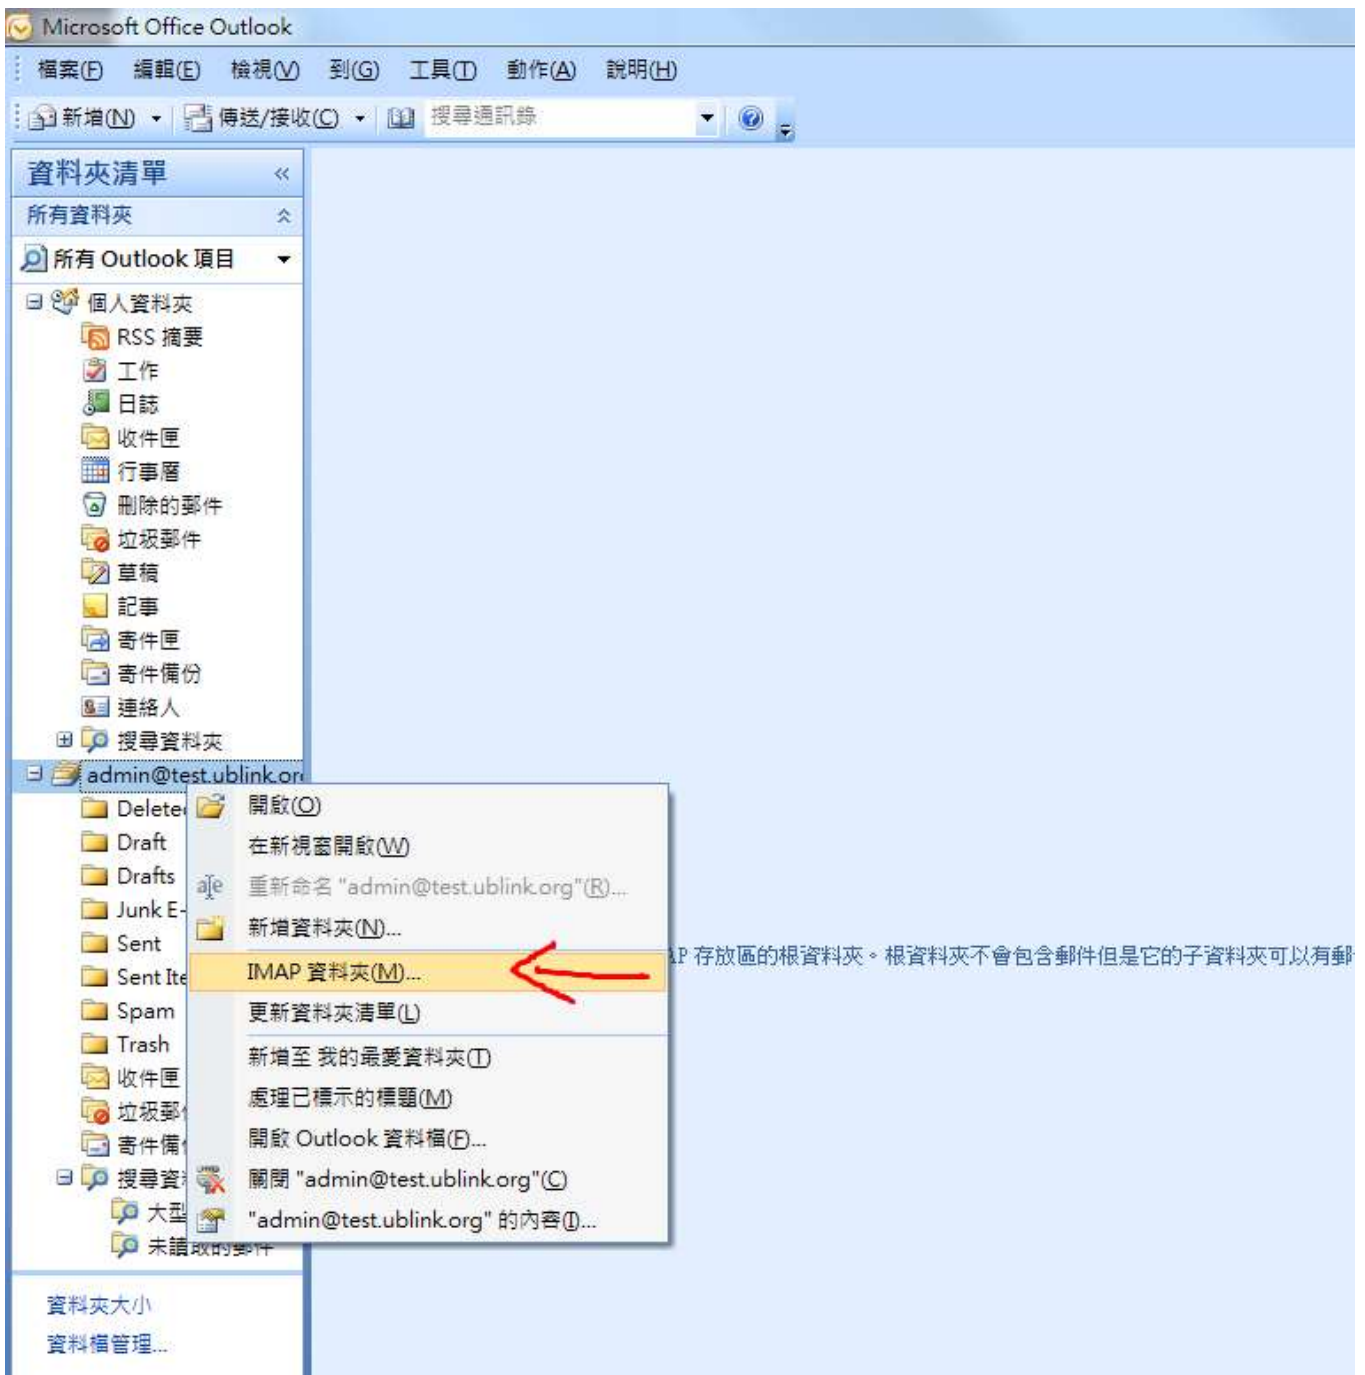 Microsoft Office Outlook
檔案(F) 編輯(E) 檢視(V) 到(G) 工具(T) 動作(A) 說明(H)
新增(N) 傳送/接收(C) 搜尋通訊錄
資料夾清單
所有資料夾
所有 Outlook 項目
個人資料夾
RSS 摘要
工作
日誌
收件匣
行事曆
刪除的郵件
垃圾郵件
草稿
記事
寄件匣
寄件備份
連絡人
搜尋資料夾
admin@test.ublink.org
Delete
Draft
Drafts
Junk E-
Sent
Sent Ite
Spam
Trash
收件匣
垃圾郵
寄件備
搜尋資
大型
未讀取的郵件
開啟(O)
在新視窗開啟(W)
重新命名 "admin@test.ublink.org"(R)...
新增資料夾(N)...
IMAP 資料夾(M)...
更新資料夾清單(L)
新增至 我的最愛資料夾(T)
處理已標示的標題(M)
開啟 Outlook 資料檔(F)...
關閉 "admin@test.ublink.org"(C)
"admin@test.ublink.org" 的內容(I)...
AP 存放區的根資料夾。根資料夾不會包含郵件但是它的子資料夾可以有郵
資料夾大小
資料檔管理...